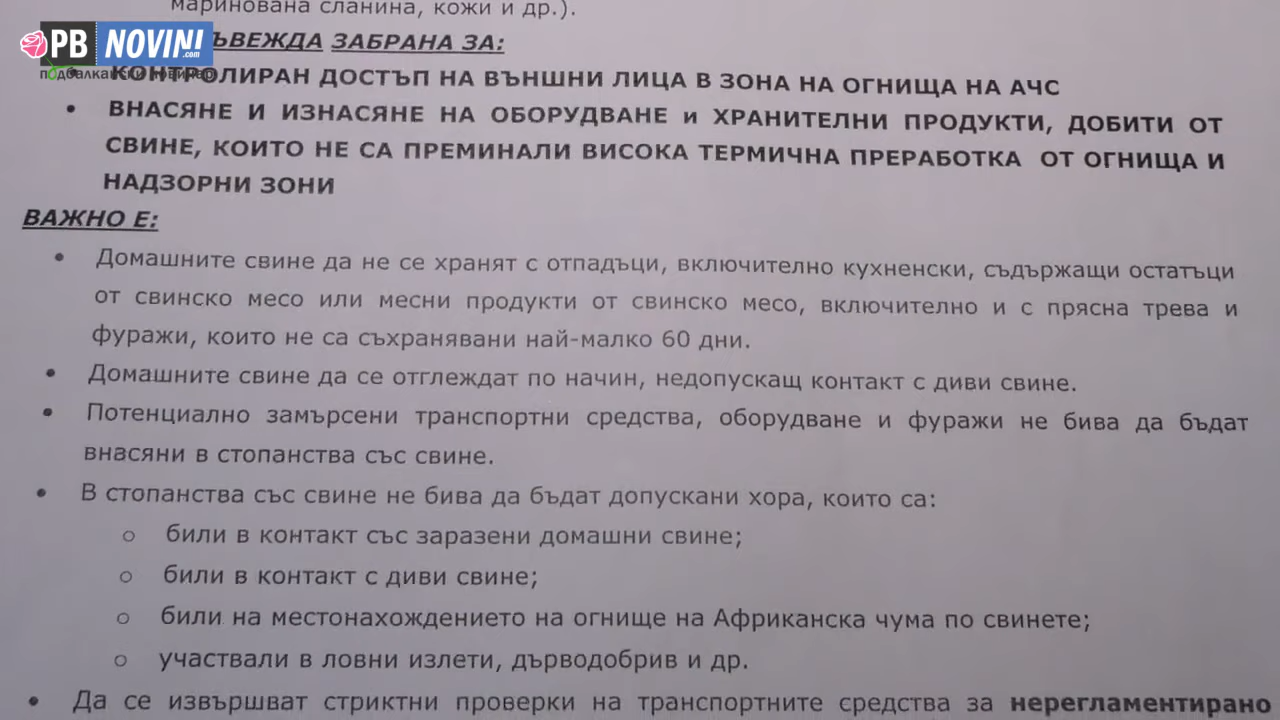 маринована сланина, кожи и др.).
PB NOVINI .com
ЪВЕЖДА ЗАБРАНА ЗА:
подбалкански новинар
• КОНТРОЛИРАН ДОСТЪП НА ВЪНШНИ ЛИЦА В ЗОНА НА ОГНИЩА НА АЧС
• ВНАСЯНЕ И ИЗНАСЯНЕ НА ОБОРУДВАНЕ и ХРАНИТЕЛНИ ПРОДУКТИ, ДОБИТИ ОТ
СВИНЕ, КОИТО НЕ СА ПРЕМИНАЛИ ВИСОКА ТЕРМИЧНА ПРЕРАБОТКА ОТ ОГНИЩА И
НАДЗОРНИ ЗОНИ
ВАЖНО Е:
• Домашните свине да не се хранят с отпадъци, включително кухненски, съдържащи остатъци
от свинско месо или месни продукти от свинско месо, включително и с прясна трева и
фуражи, които не са съхранявани най-малко 60 дни.
• Домашните свине да се отглеждат по начин, недопускащ контакт с диви свине.
• Потенциално замърсени транспортни средства, оборудване и фуражи не бива да бъдат
внасяни в стопанства със свине.
• В стопанства със свине не бива да бъдат допускани хора, които са:
o били в контакт със заразени домашни свине;
o били в контакт с диви свине;
o били на местонахождението на огнище на Африканска чума по свинете;
o участвали в ловни излети, дърводобрив и др.
• Да се извършват стриктни проверки на транспортните средства за нерегламентирано